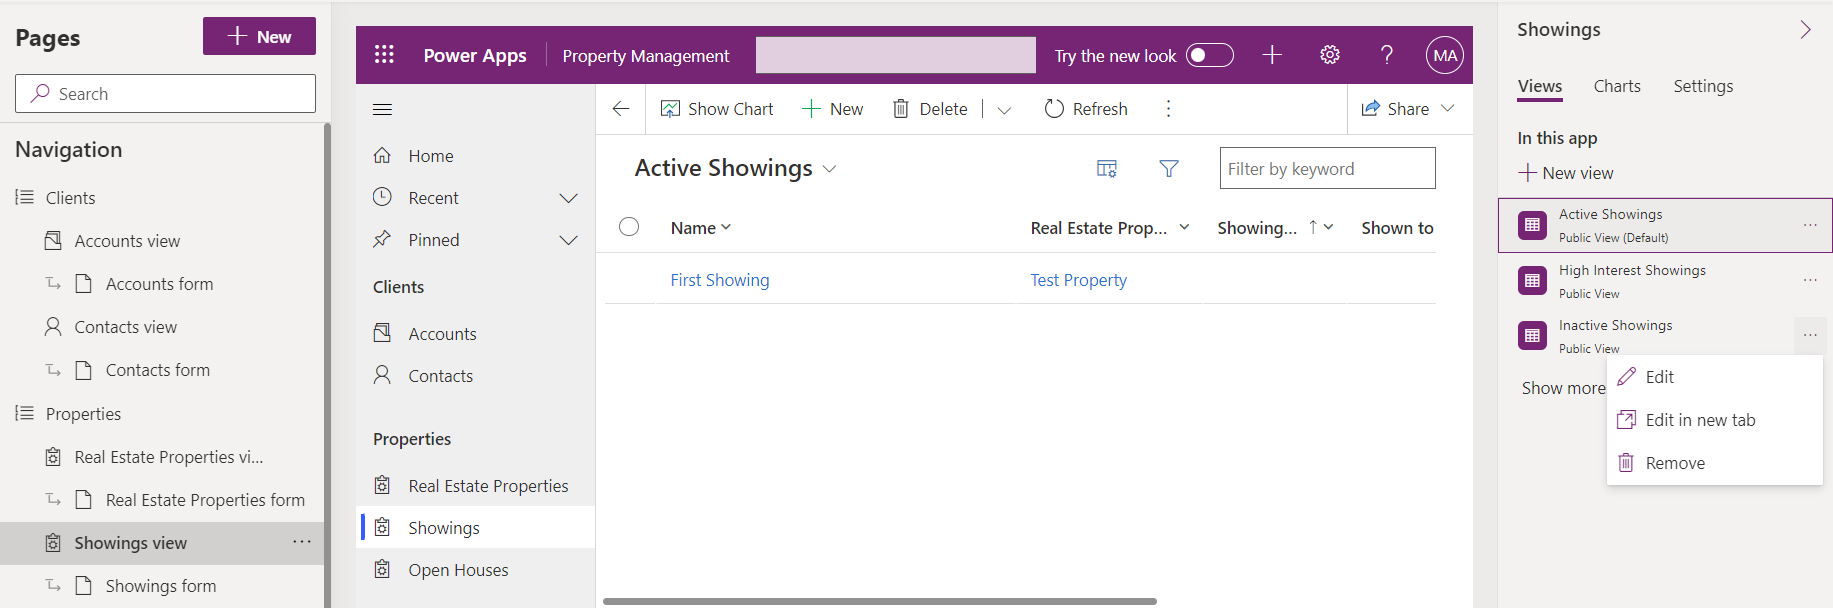 Pages
New
Search
Navigation
Clients
Accounts view
Accounts form
Contacts view
Contacts form
Properties
Real Estate Properties vi...
Real Estate Properties form
Showings view
Showings form
Power Apps
Property Management
Try the new look
MA
Home
Recent
Pinned
Clients
Accounts
Contacts
Properties
Real Estate Properties
Showings
Open Houses
Show Chart
New
Delete
Refresh
Share
Active Showings
Filter by keyword
Name
Real Estate Prop...
Showing...
Shown to
First Showing
Test Property
Showings
Views Charts Settings
In this app
New view
Active Showings
Public View (Default)
High Interest Showings
Public View
Inactive Showings
Public View
Show more
Edit
Edit in new tab
Remove